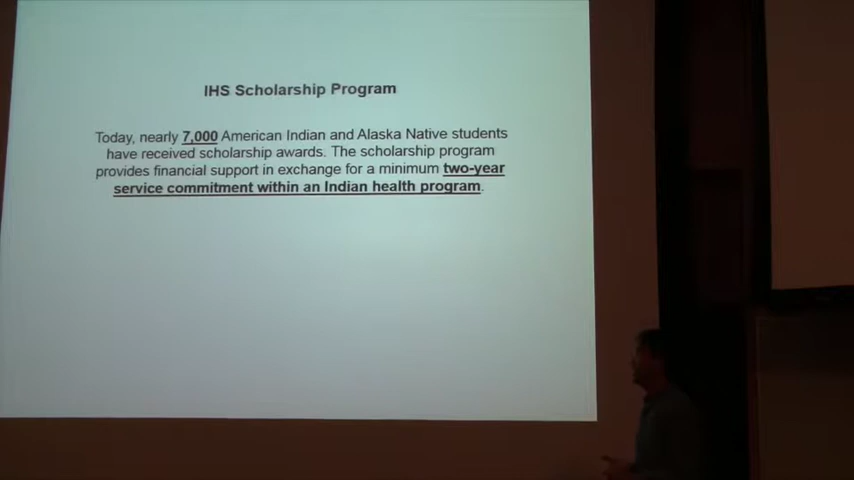 IHS Scholarship Program
Today, nearly 7,000 American Indian and Alaska Native students
have received scholarship awards. The scholarship program
provides financial support in exchange for a minimum two-year
service commitment within an Indian health program.